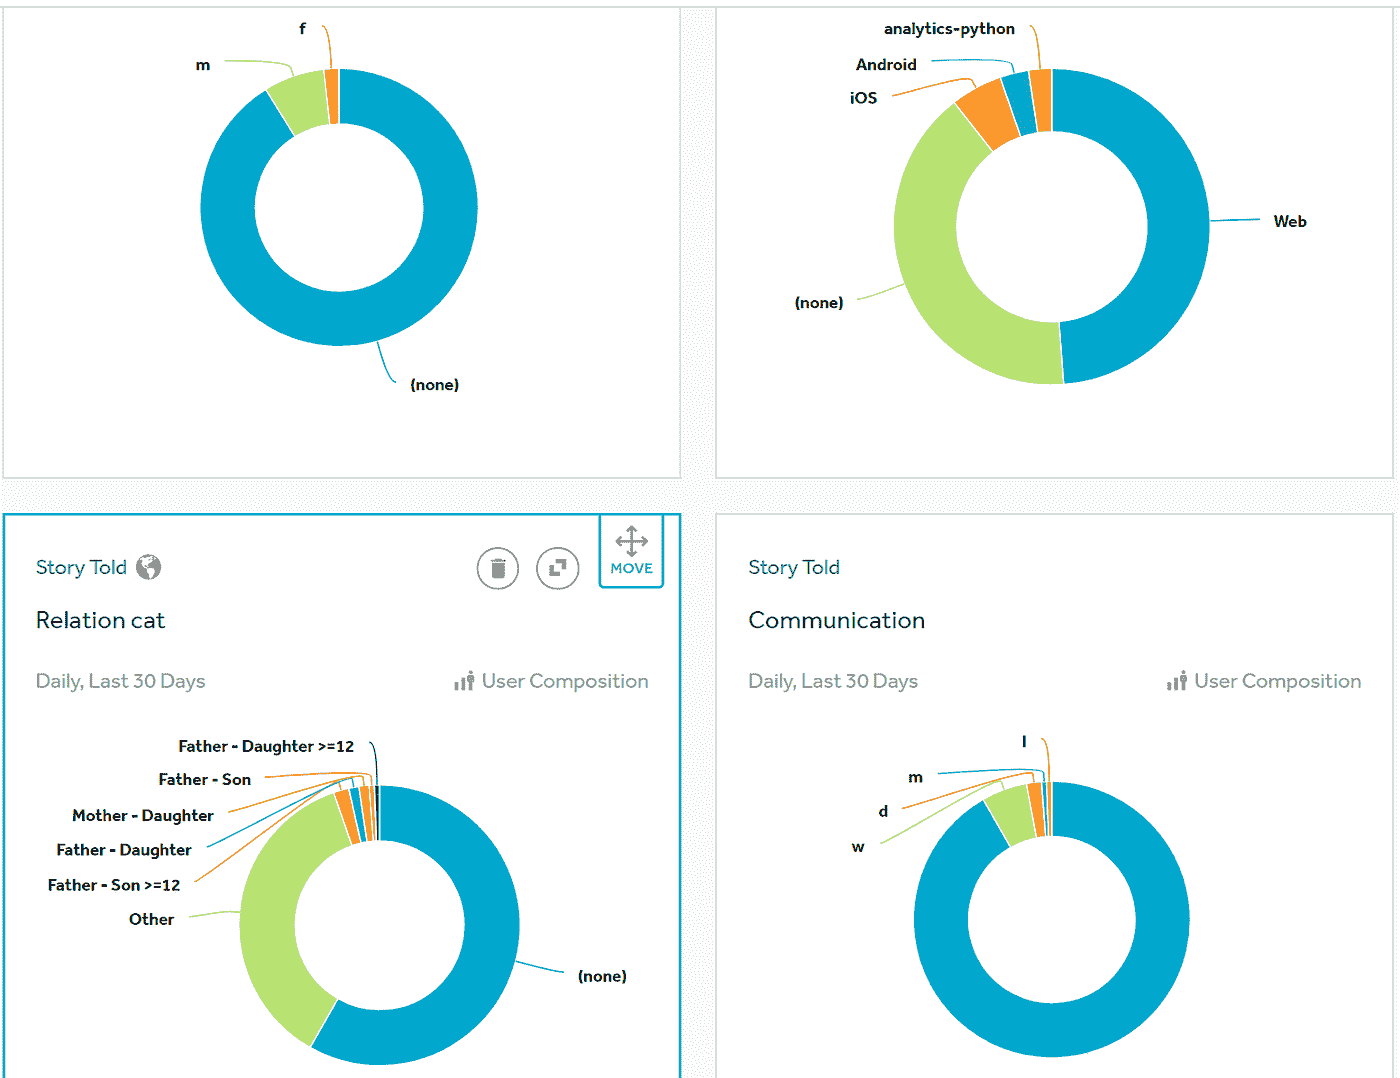 f
m
(none)
analytics-python
Android
iOS
Web
(none)
Story Told
MOVE
Relation cat
Daily, Last 30 Days
User Composition
Father - Daughter >=12
Father - Son
Mother - Daughter
Father - Daughter
Father - Son >=12
Other
(none)
Story Told
Communication
Daily, Last 30 Days
User Composition
l
m
d
w